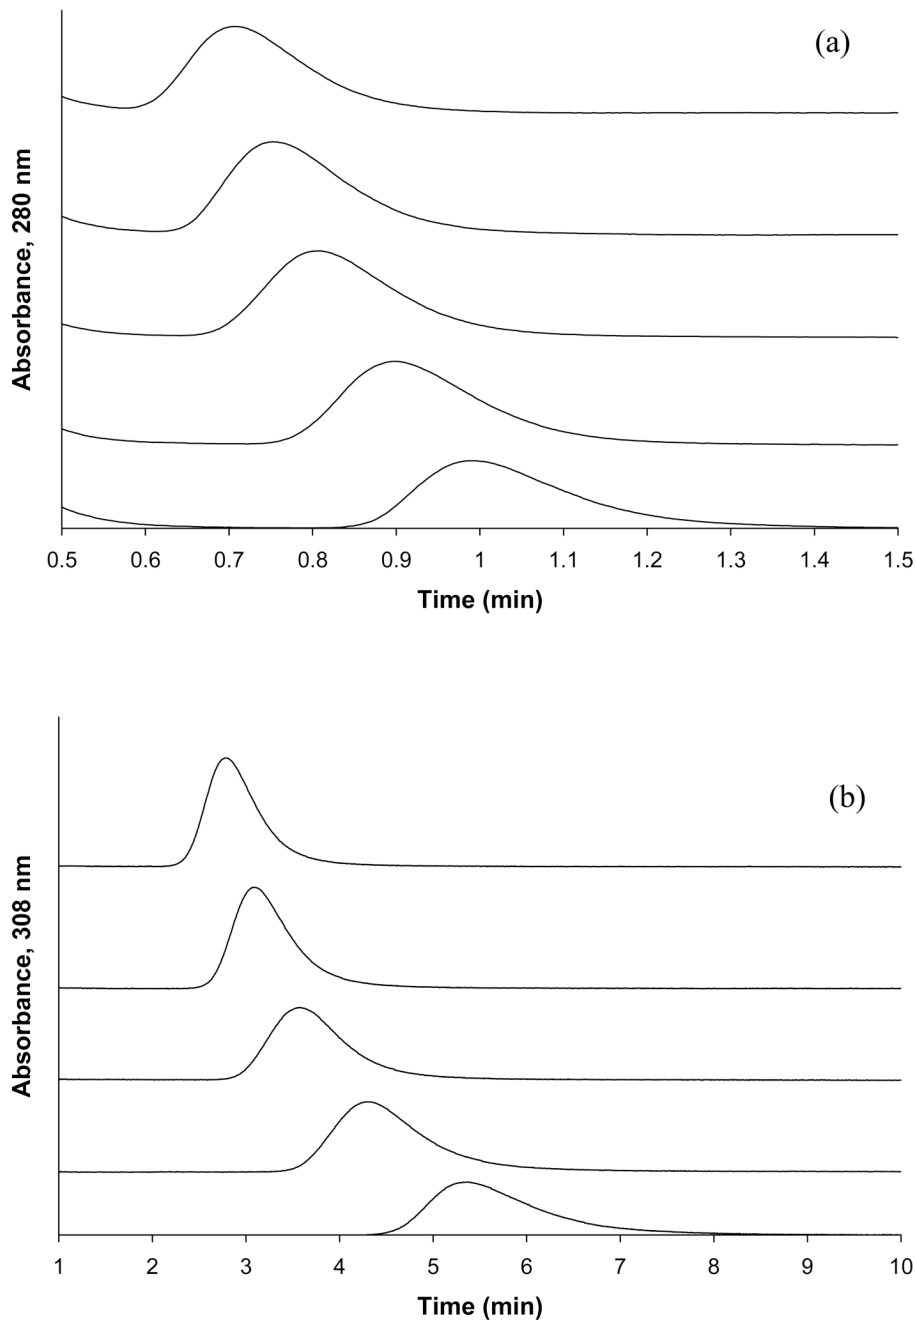 (a)
Absorbance, 280 nm
0.5 0.6 0.7 0.8 0.9 1 1.1 1.2 1.3 1.4 1.5
Time (min)
(b)
Absorbance, 308 nm
1 2 3 4 5 6 7 8 9 10
Time (min)